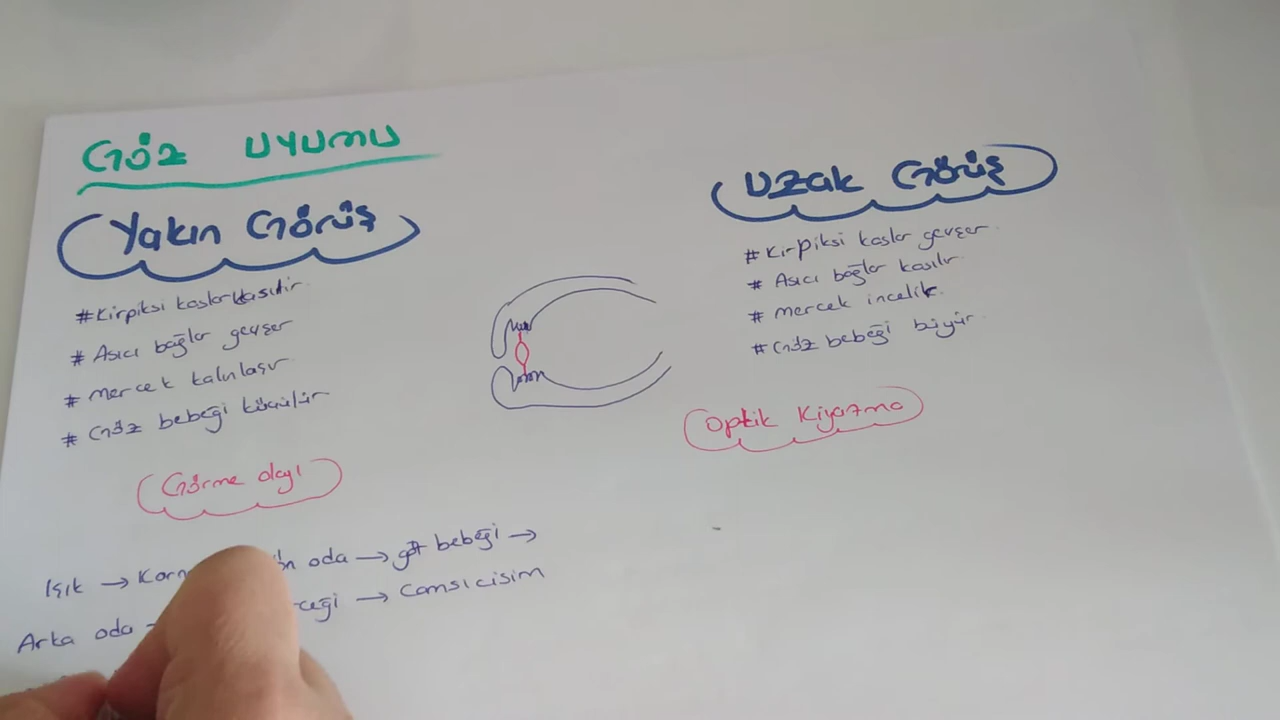 Göz uyumu
Yakın Görüş
# Kirpiksi kaslar kasılır.
# Asıcı bağlar gevşer
# mercek kalınlaşır
# Göz bebeği küçülür
Uzak Görüş
# Kirpiksi kaslar gevşer.
# Asıcı bağlar kasılır
# mercek incelir.
# Göz bebeği büyür.
Görme olayı
Optik Kiyazma
Işık → oda → göz bebeği →
Arka oda → Camsı cisim